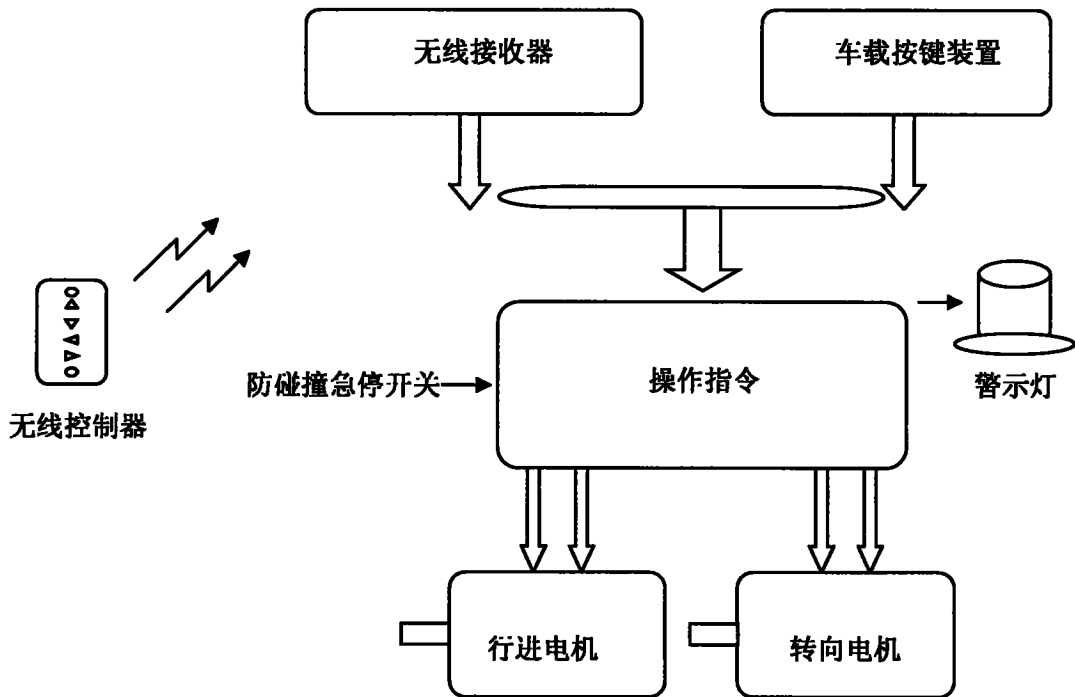 无线接收器
车载按键装置
防碰撞急停开关
操作指令
警示灯
无线控制器
行进电机
转向电机